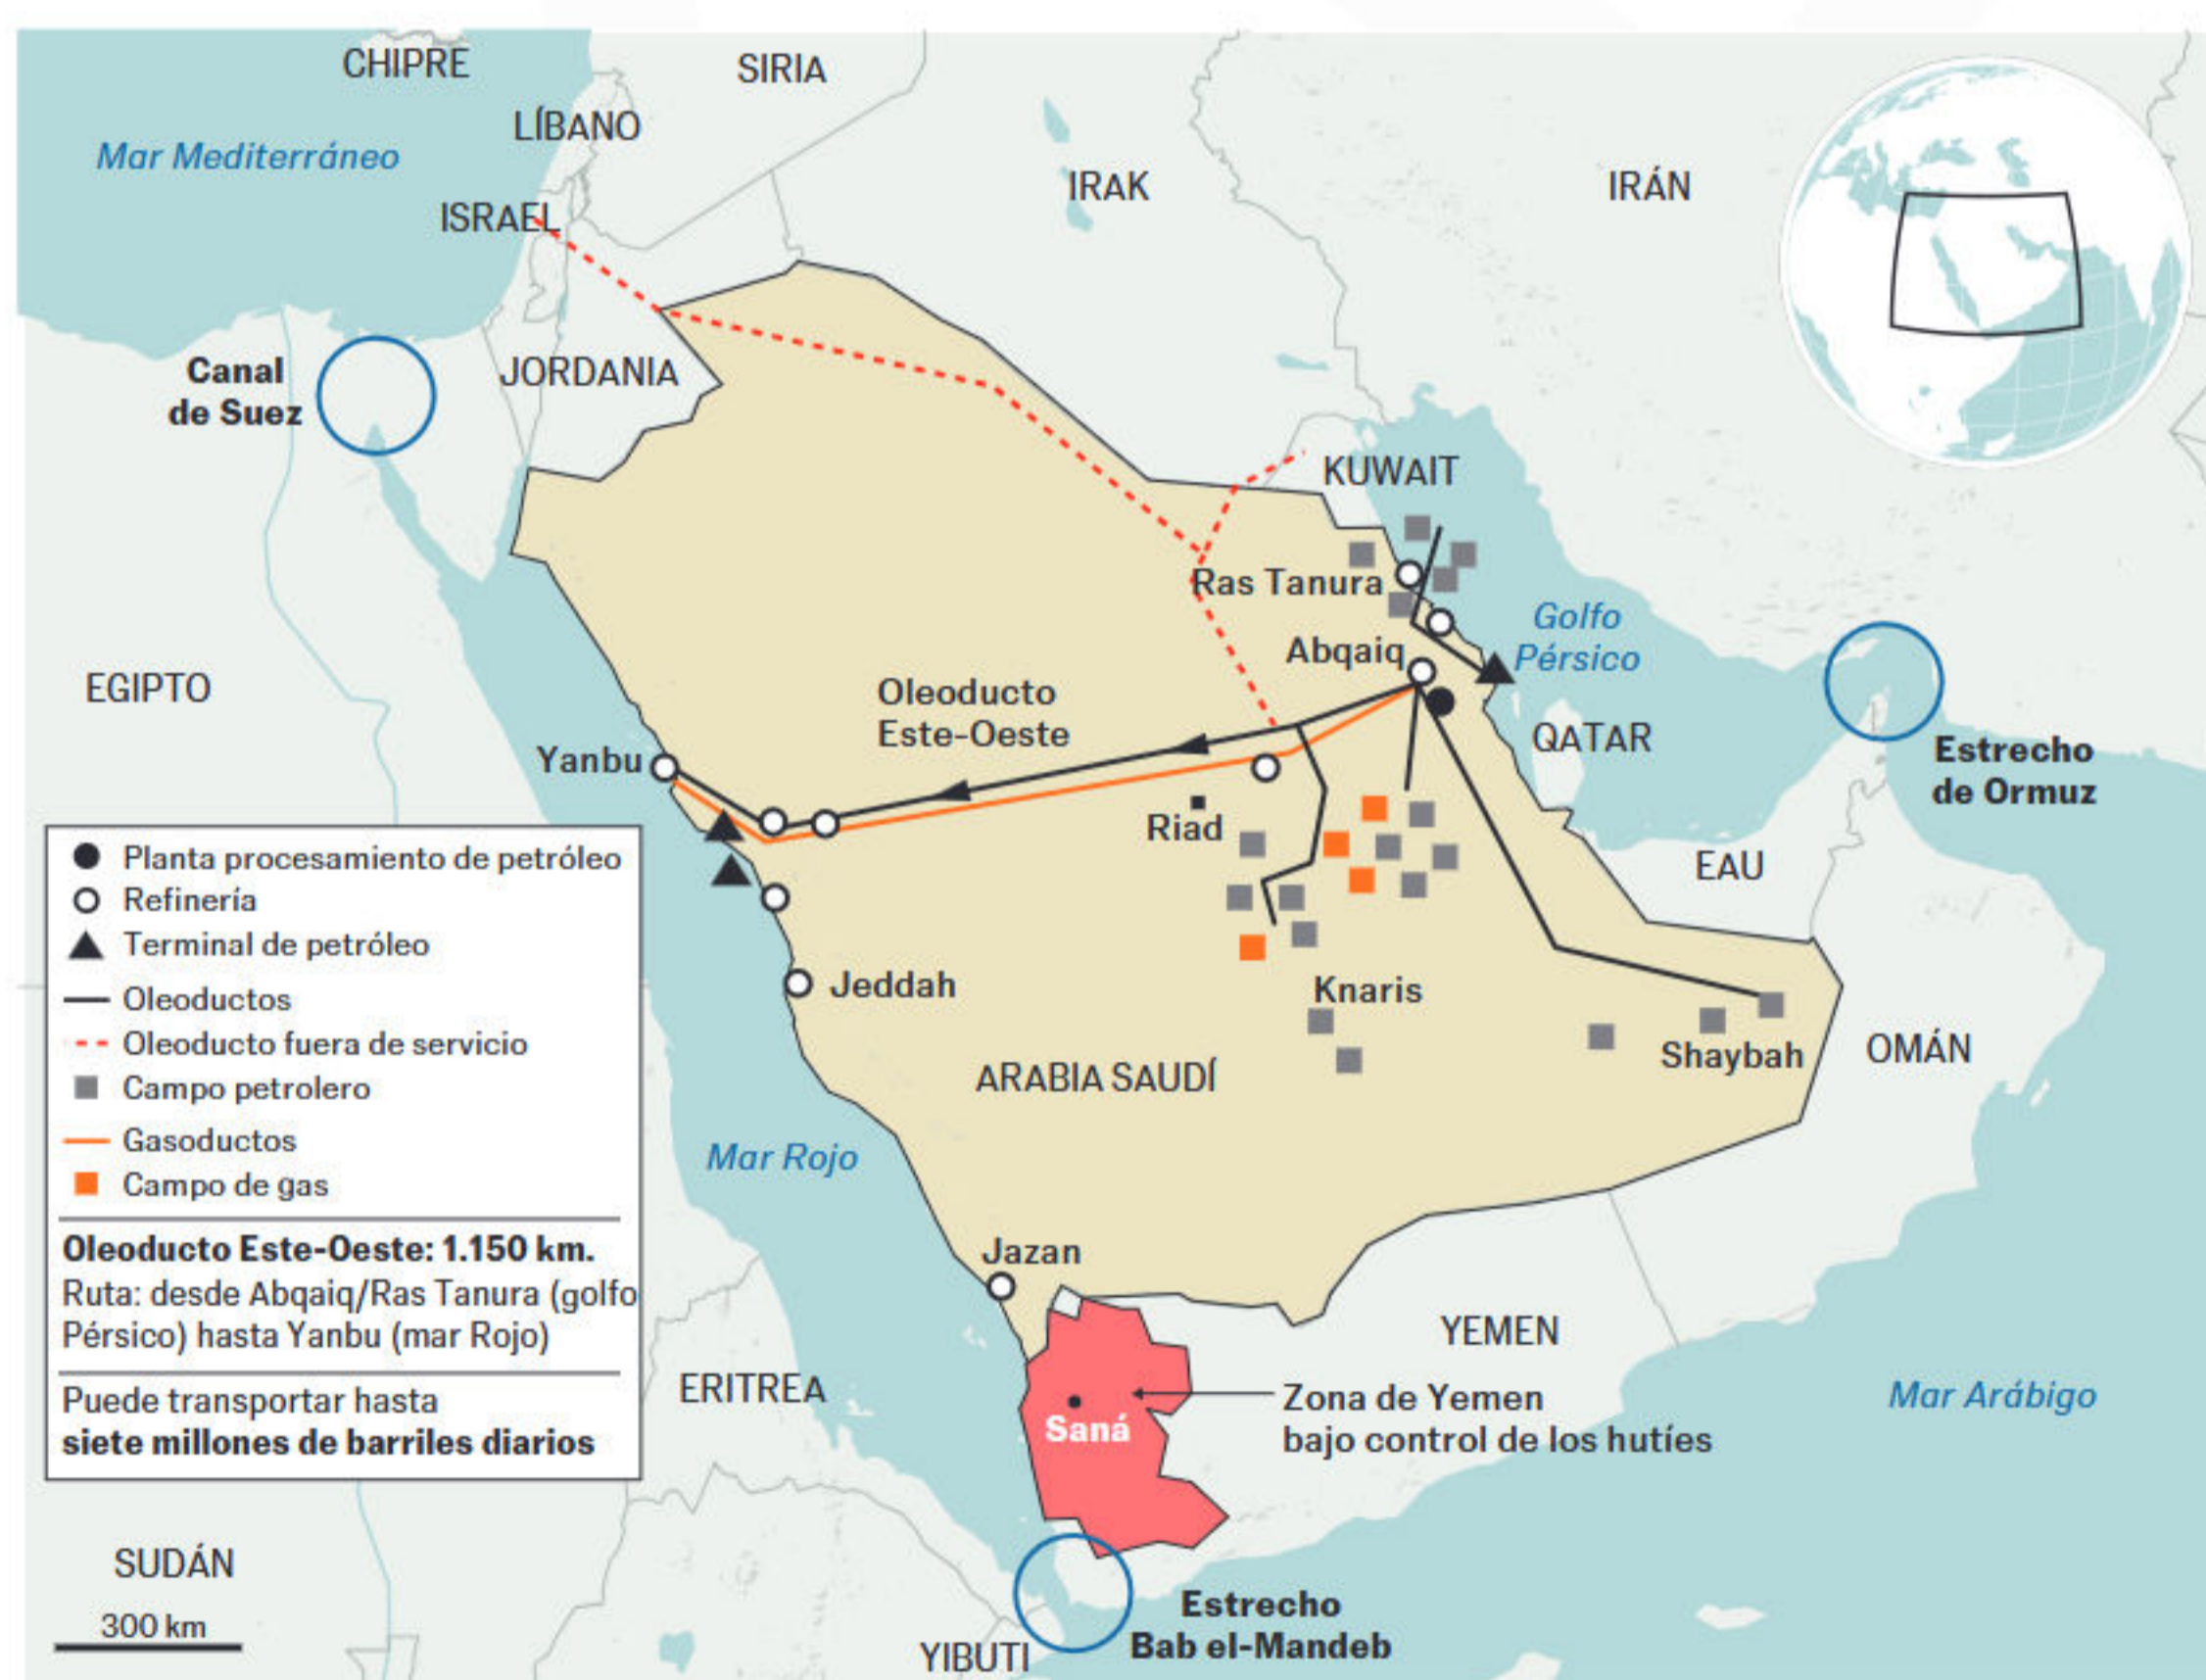 CHIPRE
SIRIA
LÍBANO
Mar Mediterráneo
IRAK
IRÁN
ISRAEL
Canal
de Suez
JORDANIA
KUWAIT
Ras Tanura
Golfo
Pérsico
Abqaiq
EGIPTO
Oleoducto
Este-Oeste
QATAR
Yanbu
Estrecho
de Ormuz
Riad
EAU
Planta procesamiento de petróleo
Refinería
Terminal de petróleo
Oleoductos
Oleoducto fuera de servicio
Campo petrolero
Gasoductos
Campo de gas
Oleoducto Este-Oeste: 1.150 km.
Ruta: desde Abqaiq/Ras Tanura (golfo
Pérsico) hasta Yanbu (mar Rojo)
Puede transportar hasta
siete millones de barriles diarios
Jeddah
Knaris
Shaybah
OMÁN
ARABIA SAUDÍ
Mar Rojo
Jazan
YEMEN
ERITREA
Zona de Yemen
bajo control de los hutíes
Mar Arábigo
Saná
SUDÁN
300 km
Estrecho
Bab el-Mandeb
YIBUTI